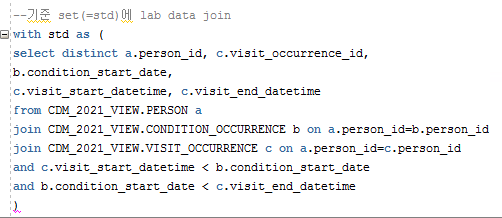 --기준 set(=std)에 lab data join
with std as (
select distinct a.person_id, c.visit_occurrence_id,
b.condition_start_date,
c.visit_start_datetime, c.visit_end_datetime
from CDM_2021_VIEW.PERSON a
join CDM_2021_VIEW.CONDITION_OCCURRENCE b on a.person_id=b.person_id
join CDM_2021_VIEW.VISIT_OCCURRENCE c on a.person_id=c.person_id
and c.visit_start_datetime < b.condition_start_date
and b.condition_start_date < c.visit_end_datetime
)